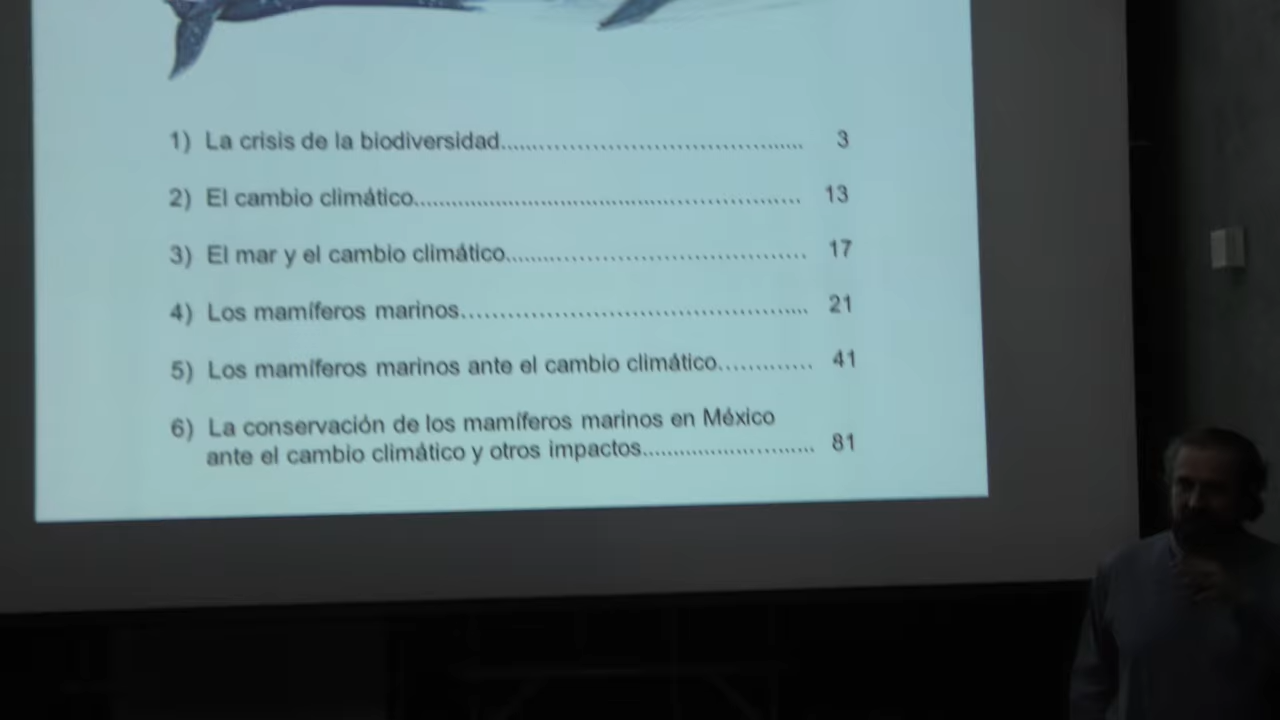 1) La crisis de la biodiversidad................................................ 3
2) El cambio climático............................................................. 13
3) El mar y el cambio climático............................................... 17
4) Los mamíferos marinos...................................................... 21
5) Los mamíferos marinos ante el cambio climático............. 41
6) La conservación de los mamíferos marinos en México
ante el cambio climático y otros impactos........................... 81